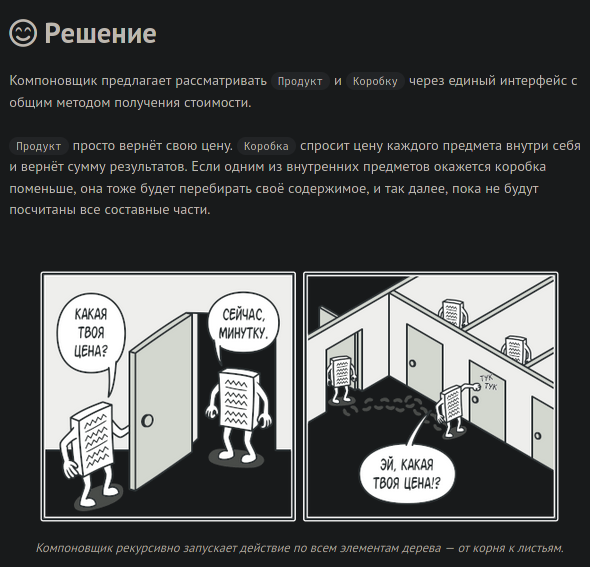 Решение
Компоновщик предлагает рассматривать Продукт и Коробку через единый интерфейс с
общим методом получения стоимости.
Продукт просто вернёт свою цену. Коробка спросит цену каждого предмета внутри себя
и вернёт сумму результатов. Если одним из внутренних предметов окажется коробка
поменьше, она тоже будет перебирать своё содержимое, и так далее, пока не будут
посчитаны все составные части.
КАКАЯ
ТВОЯ
ЦЕНА?
СЕЙЧАС,
МИНУТКУ.
ТУК
ТУК
ЭЙ, КАКАЯ
ТВОЯ ЦЕНА!?
Компоновщик рекурсивно запускает действие по всем элементам дерева — от корня к листьям.